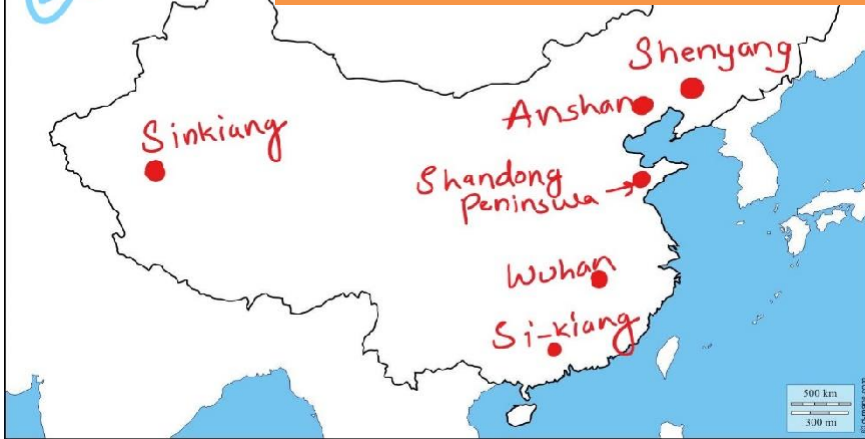 Shenyang
Anshan
Sinkiang
Shandong
Peninsula
Wuhan
Si-kiang
500 km
300 mi